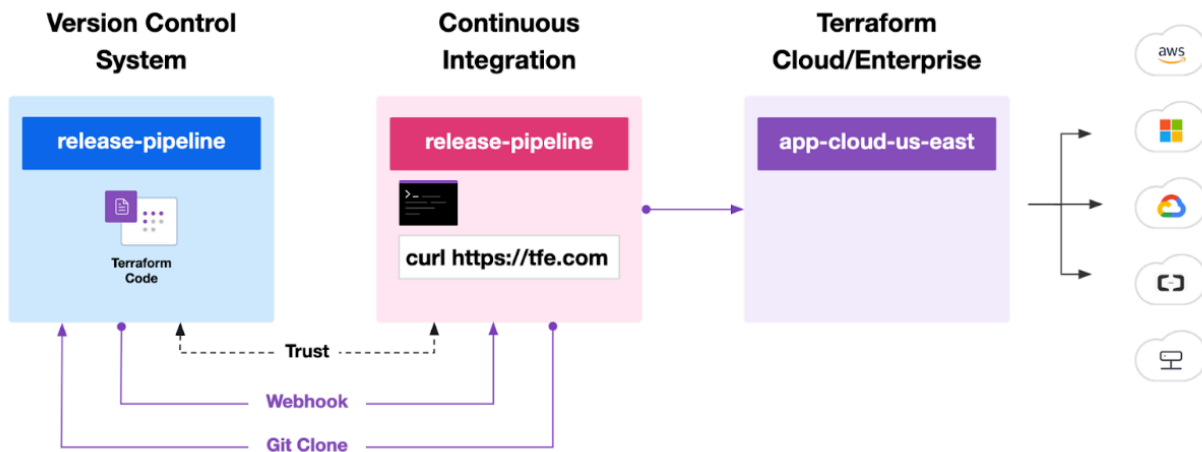 Version Control
System
Continuous
Integration
Terraform
Cloud/Enterprise
aws
release-pipeline
release-pipeline
app-cloud-us-east
>_
curl https://tfe.com
Terraform
Code
Trust
Webhook
Git Clone